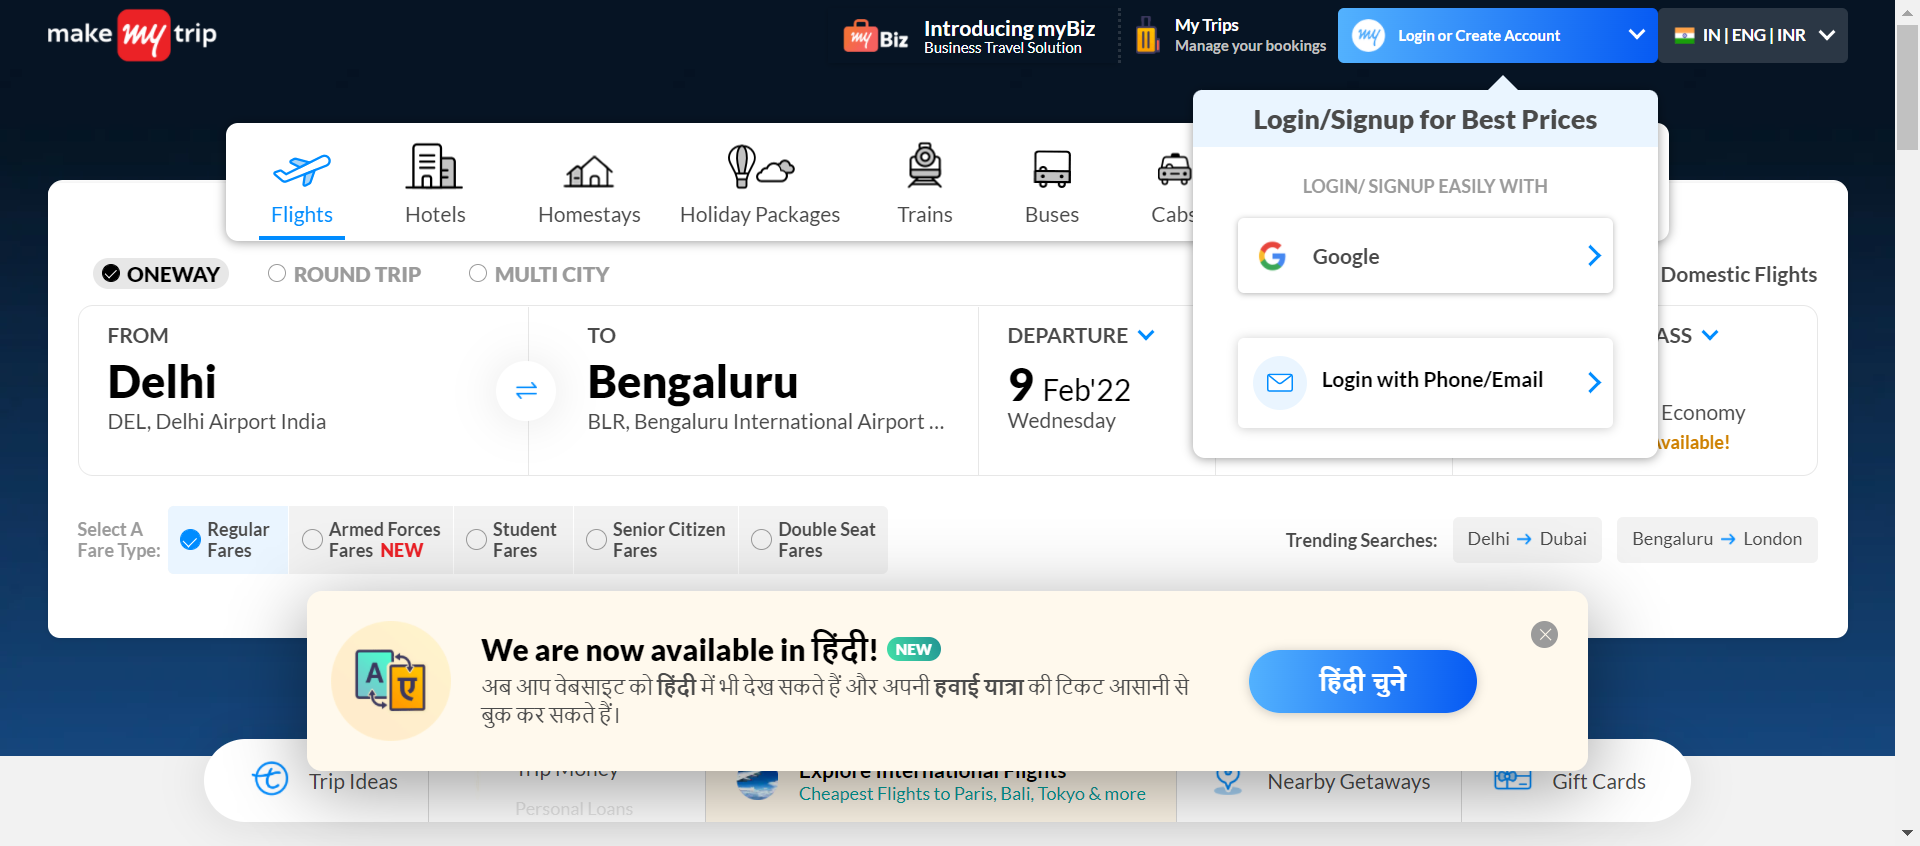 make my trip
my Biz
Introducing myBiz
Business Travel Solution
My Trips
Manage your bookings
my
Login or Create Account
IN | ENG | INR
Login/Signup for Best Prices
LOGIN/ SIGNUP EASILY WITH
Google
Login with Phone/Email
Flights
Hotels
Homestays
Holiday Packages
Trains
Buses
Cabs
ONEWAY
ROUND TRIP
MULTI CITY
Domestic Flights
FROM
Delhi
DEL, Delhi Airport India
TO
Bengaluru
BLR, Bengaluru International Airport ...
DEPARTURE
9 Feb'22
Wednesday
ASS
Economy
Available!
Select A
Fare Type:
Regular
Fares
Armed Forces
Fares NEW
Student
Fares
Senior Citizen
Fares
Double Seat
Fares
Trending Searches:
Delhi → Dubai
Bengaluru → London
A
ए
We are now available in हिंदी! NEW
अब आप वेबसाइट को हिंदी में भी देख सकते हैं और अपनी हवाई यात्रा की टिकट आसानी से
बुक कर सकते हैं।
हिंदी चुने
Trip Ideas
Trip Money
Personal Loans
Explore International Flights
Cheapest Flights to Paris, Bali, Tokyo & more
Nearby Getaways
Gift Cards